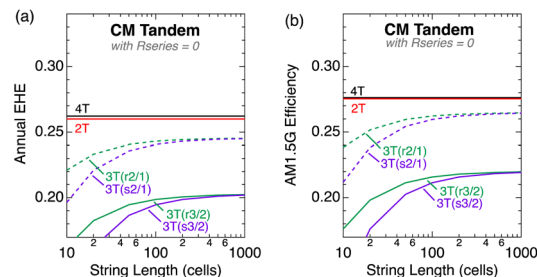 (a)
CM Tandem
with Rseries = 0
Annual EHE
0.30
0.25
0.20
4T
2T
3T(r2/1)
3T(s2/1)
3T(r3/2)
3T(s3/2)
10 2 4 6 100 2 4 6 1000
String Length (cells)
(b)
CM Tandem
with Rseries = 0
AM1.5G Efficiency
0.30
0.25
0.20
4T
2T
3T(r2/1)
3T(s2/1)
3T(r3/2)
3T(s3/2)
10 2 4 6 100 2 4 6 1000
String Length (cells)